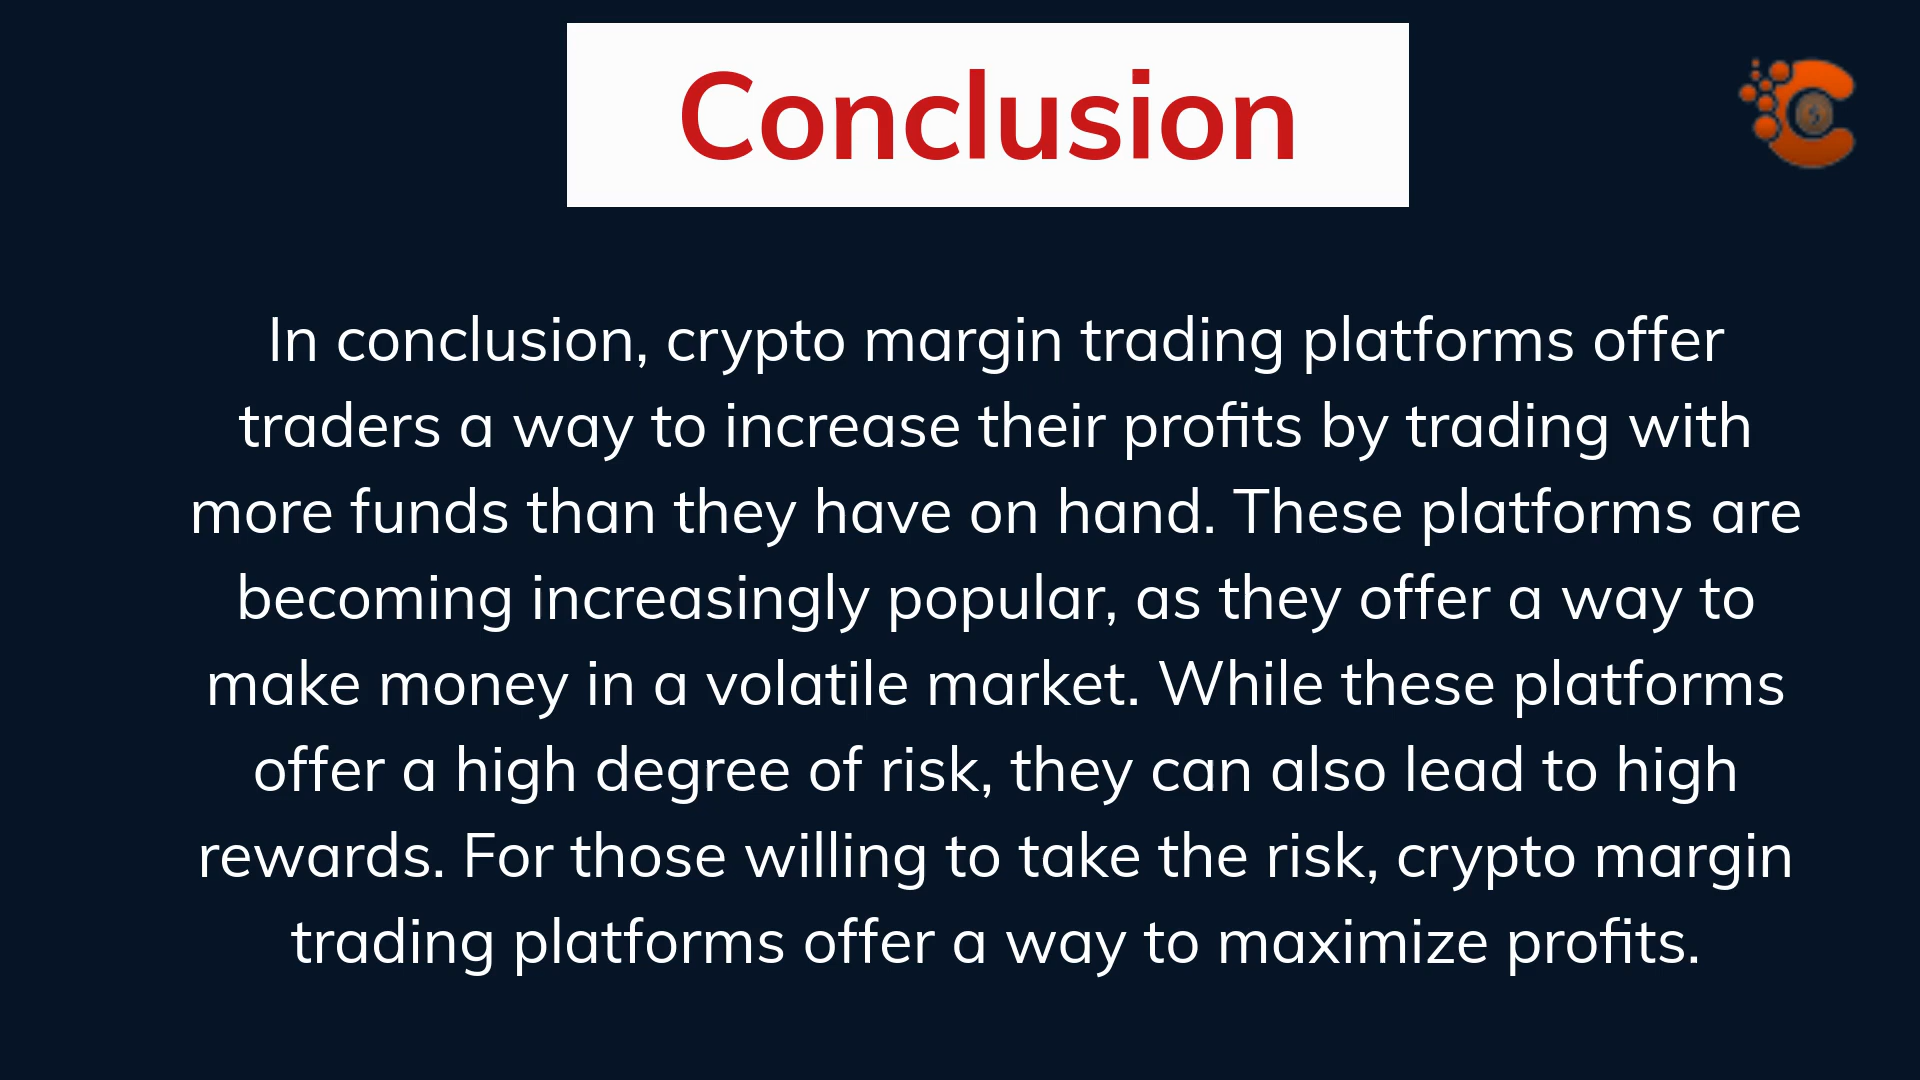 Conclusion
In conclusion, crypto margin trading platforms offer
traders a way to increase their profits by trading with
more funds than they have on hand. These platforms are
becoming increasingly popular, as they offer a way to
make money in a volatile market. While these platforms
offer a high degree of risk, they can also lead to high
rewards. For those willing to take the risk, crypto margin
trading platforms offer a way to maximize profits.